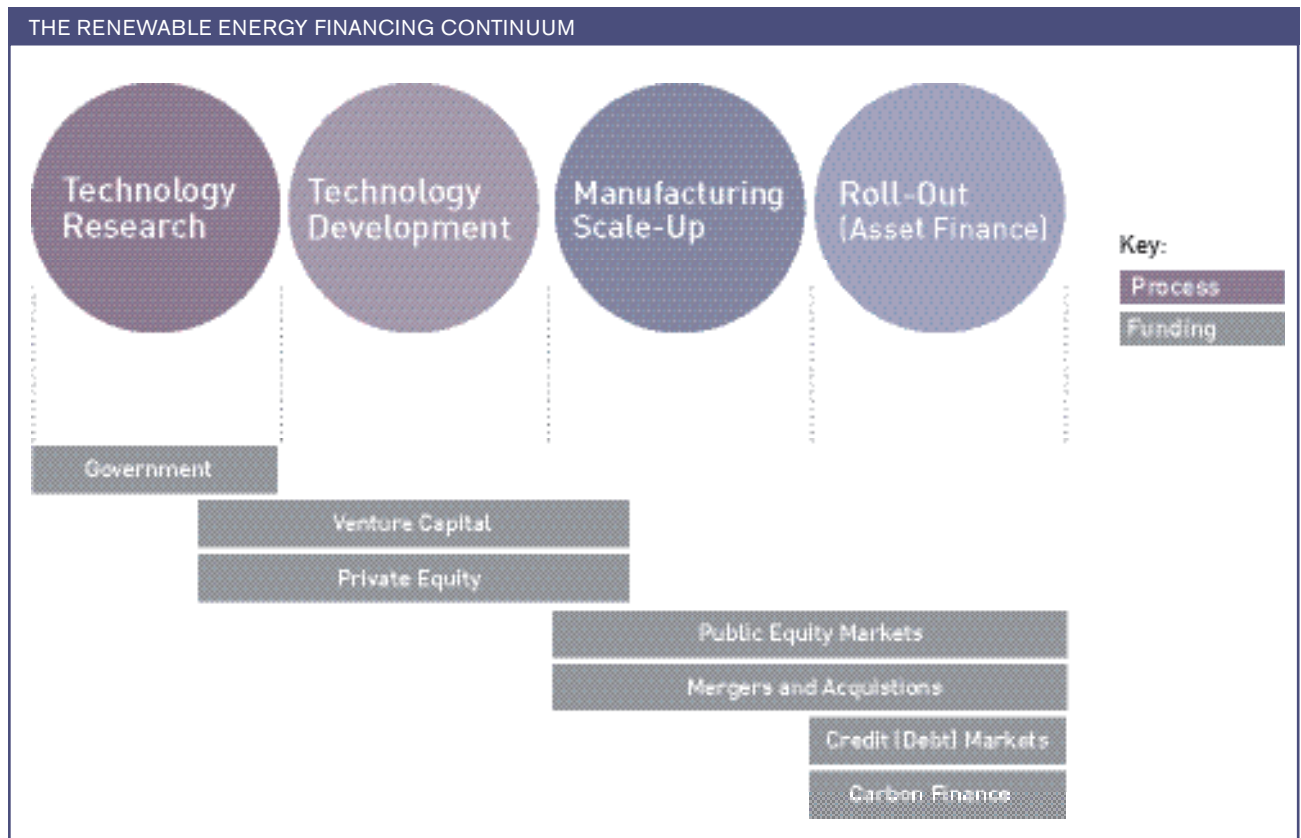 THE RENEWABLE ENERGY FINANCING CONTINUUM
Technology
Research
Technology
Development
Manufacturing
Scale-Up
Roll-Out
(Asset Finance)
Key:
Process
Funding
Government
Venture Capital
Private Equity
Public Equity Markets
Mergers and Acquistions
Credit (Debt) Markets
Carbon Finance